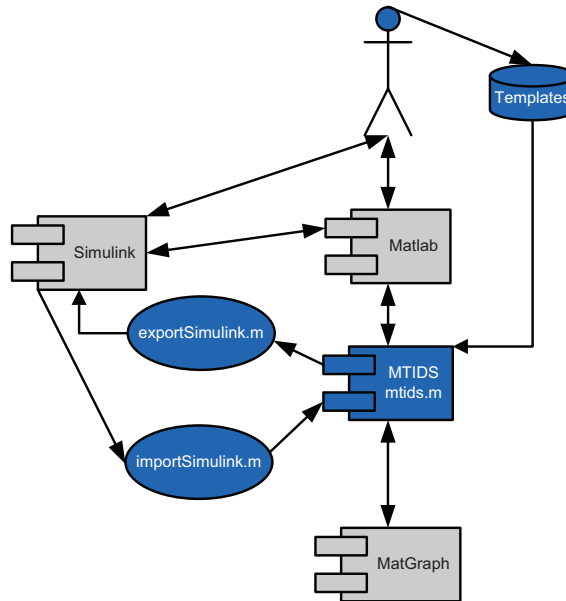 Templates
Simulink
Matlab
exportSimulink.m
MTIDS
mtids.m
importSimulink.m
MatGraph